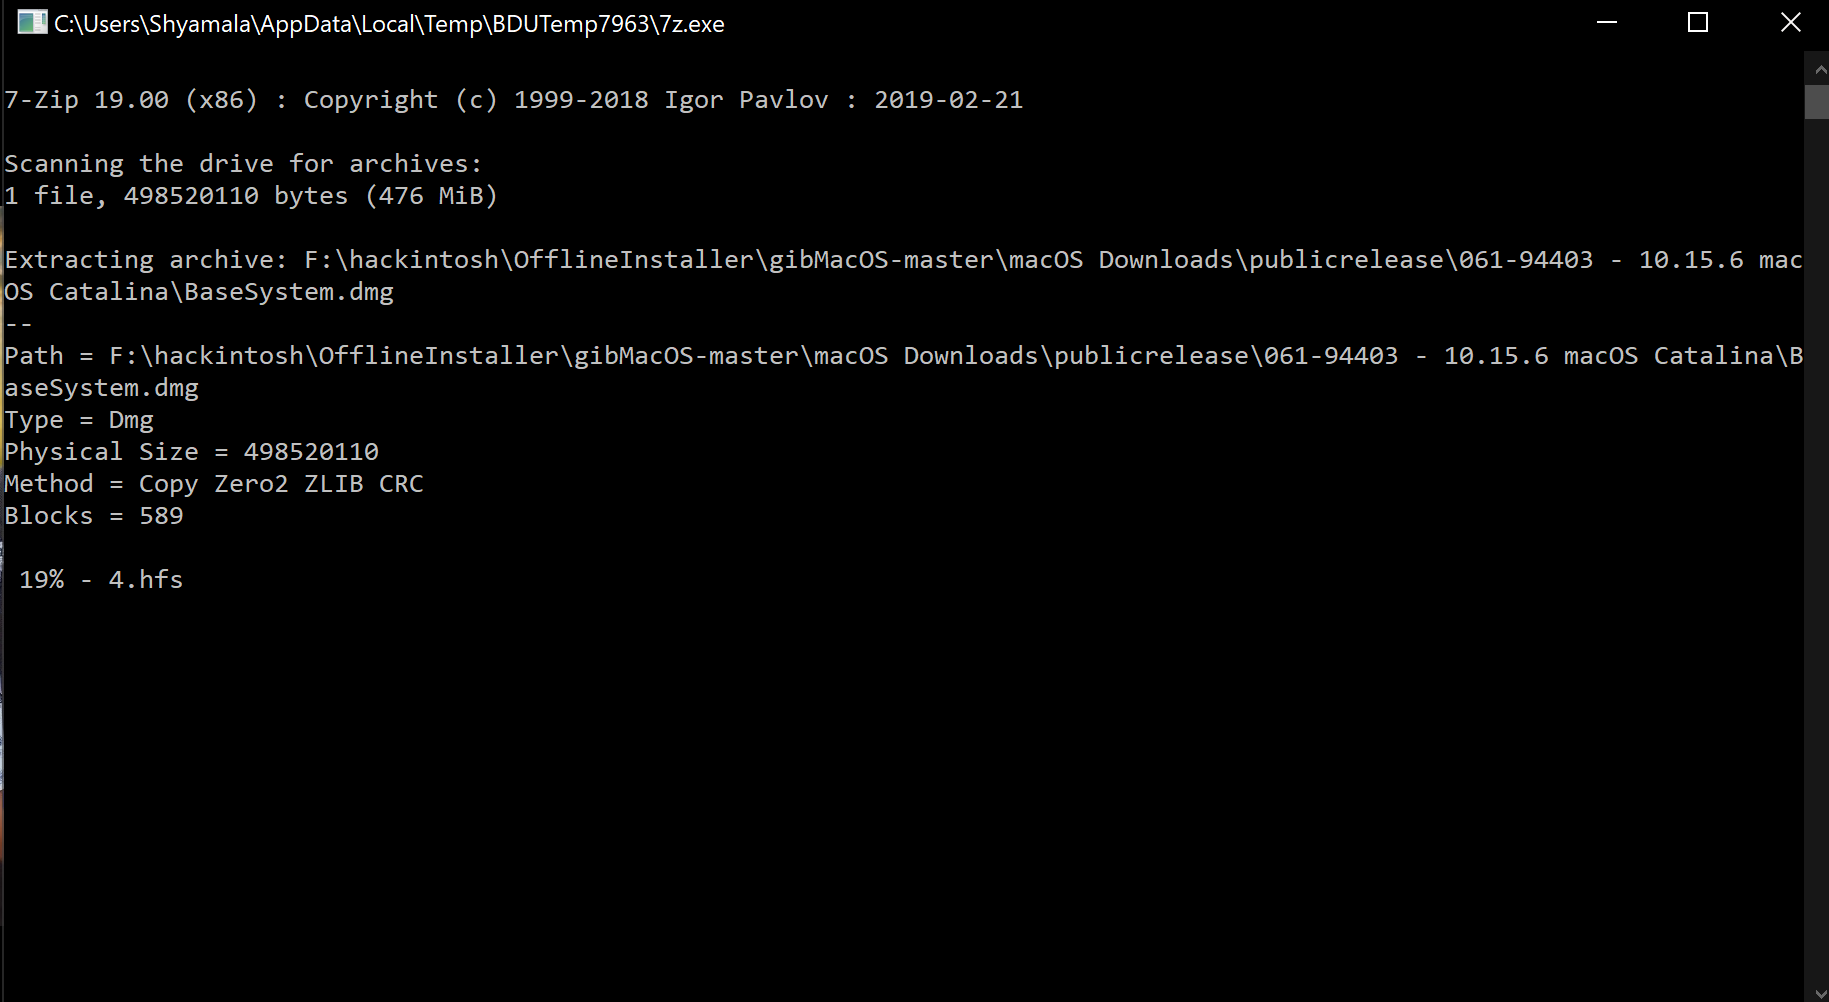 C:\Users\Shyamala\AppData\Local\Temp\BDUTemp7963\7z.exe
7-Zip 19.00 (x86) : Copyright (c) 1999-2018 Igor Pavlov : 2019-02-21
Scanning the drive for archives:
1 file, 498520110 bytes (476 MiB)
Extracting archive: F:\hackintosh\OfflineInstaller\gibMacOS-master\macOS Downloads\publicrelease\061-94403 - 10.15.6 mac
OS Catalina\BaseSystem.dmg
--
Path = F:\hackintosh\OfflineInstaller\gibMacOS-master\macOS Downloads\publicrelease\061-94403 - 10.15.6 macOS Catalina\B
aseSystem.dmg
Type = Dmg
Physical Size = 498520110
Method = Copy Zero2 ZLIB CRC
Blocks = 589
19% - 4.hfs